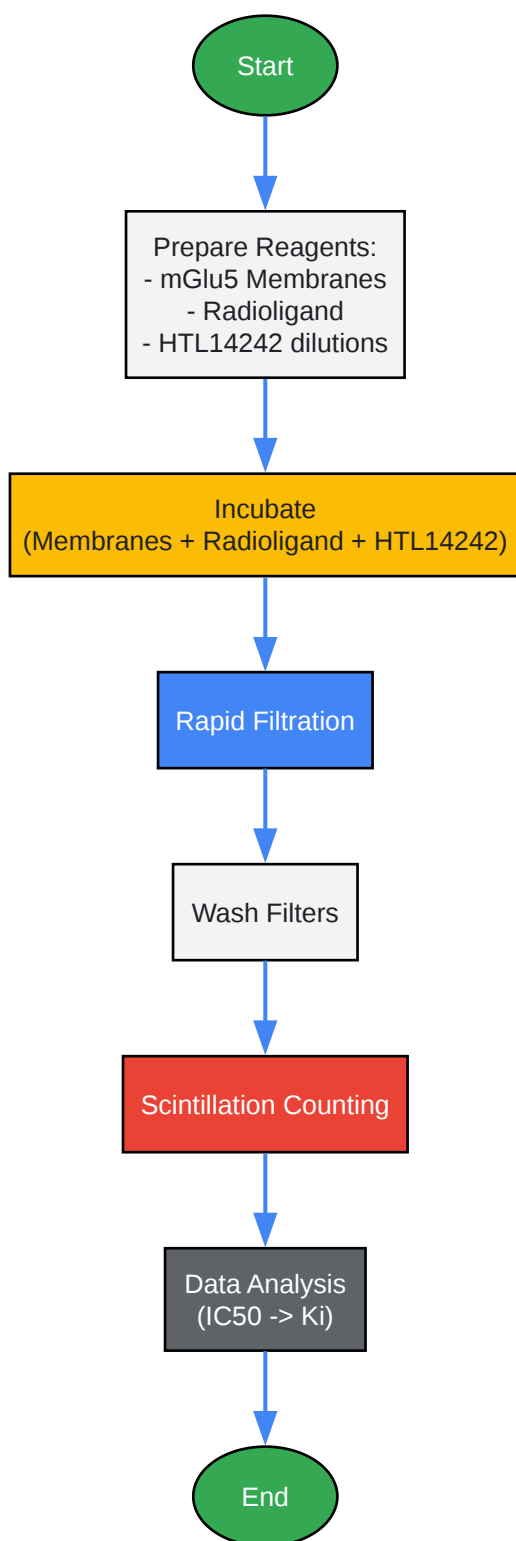 Start
Prepare Reagents:
- mGlu5 Membranes
- Radioligand
- HTL14242 dilutions
Incubate
(Membranes + Radioligand + HTL14242)
Rapid Filtration
Wash Filters
Scintillation Counting
Data Analysis
(IC50 -> Ki)
End